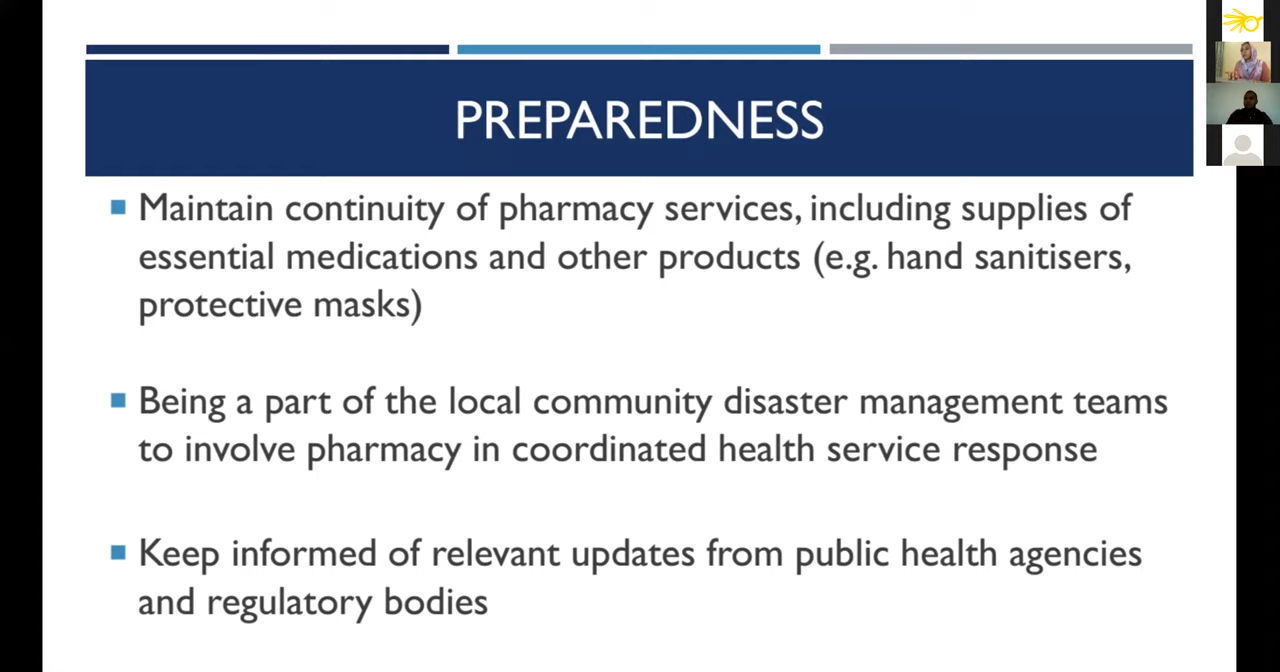 PREPAREDNESS
Maintain continuity of pharmacy services, including supplies of
essential medications and other products (e.g. hand sanitisers,
protective masks)
Being a part of the local community disaster management teams
to involve pharmacy in coordinated health service response
Keep informed of relevant updates from public health agencies
and regulatory bodies